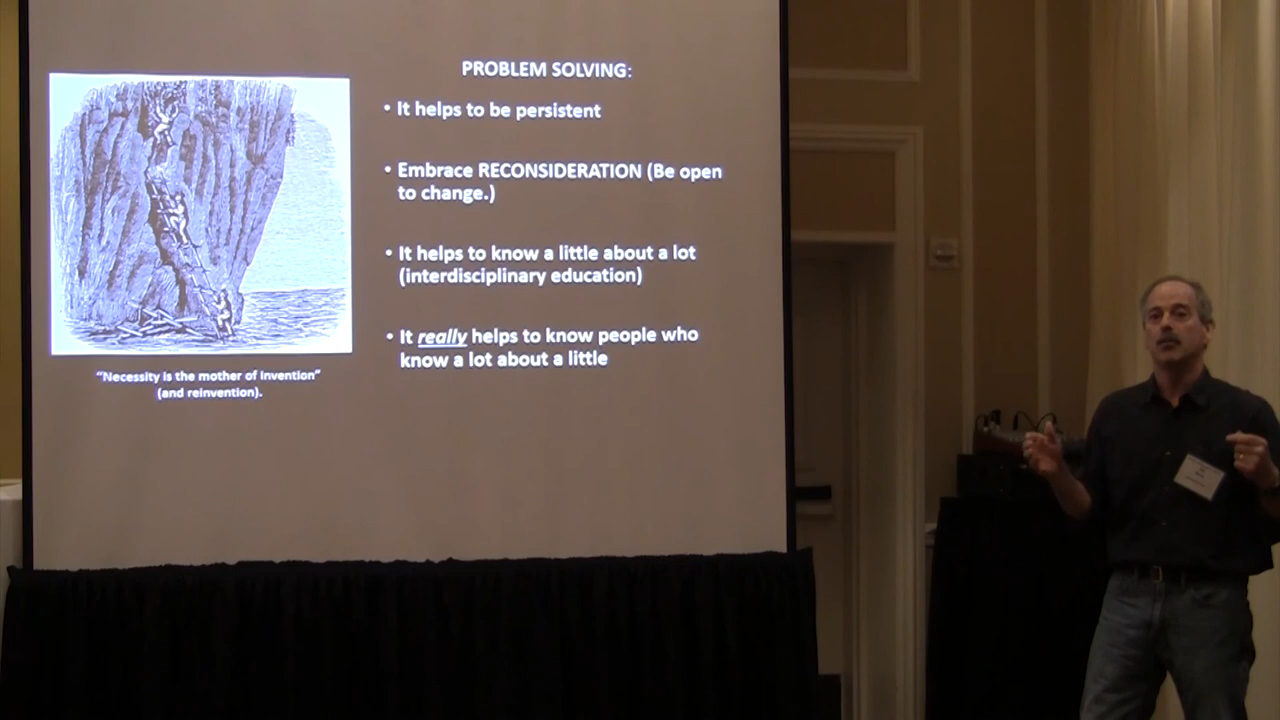 PROBLEM SOLVING:
• It helps to be persistent
• Embrace RECONSIDERATION (Be open
to change.)
• It helps to know a little about a lot
(interdisciplinary education)
• It really helps to know people who
know a lot about a little
"Necessity is the mother of invention"
(and reinvention).